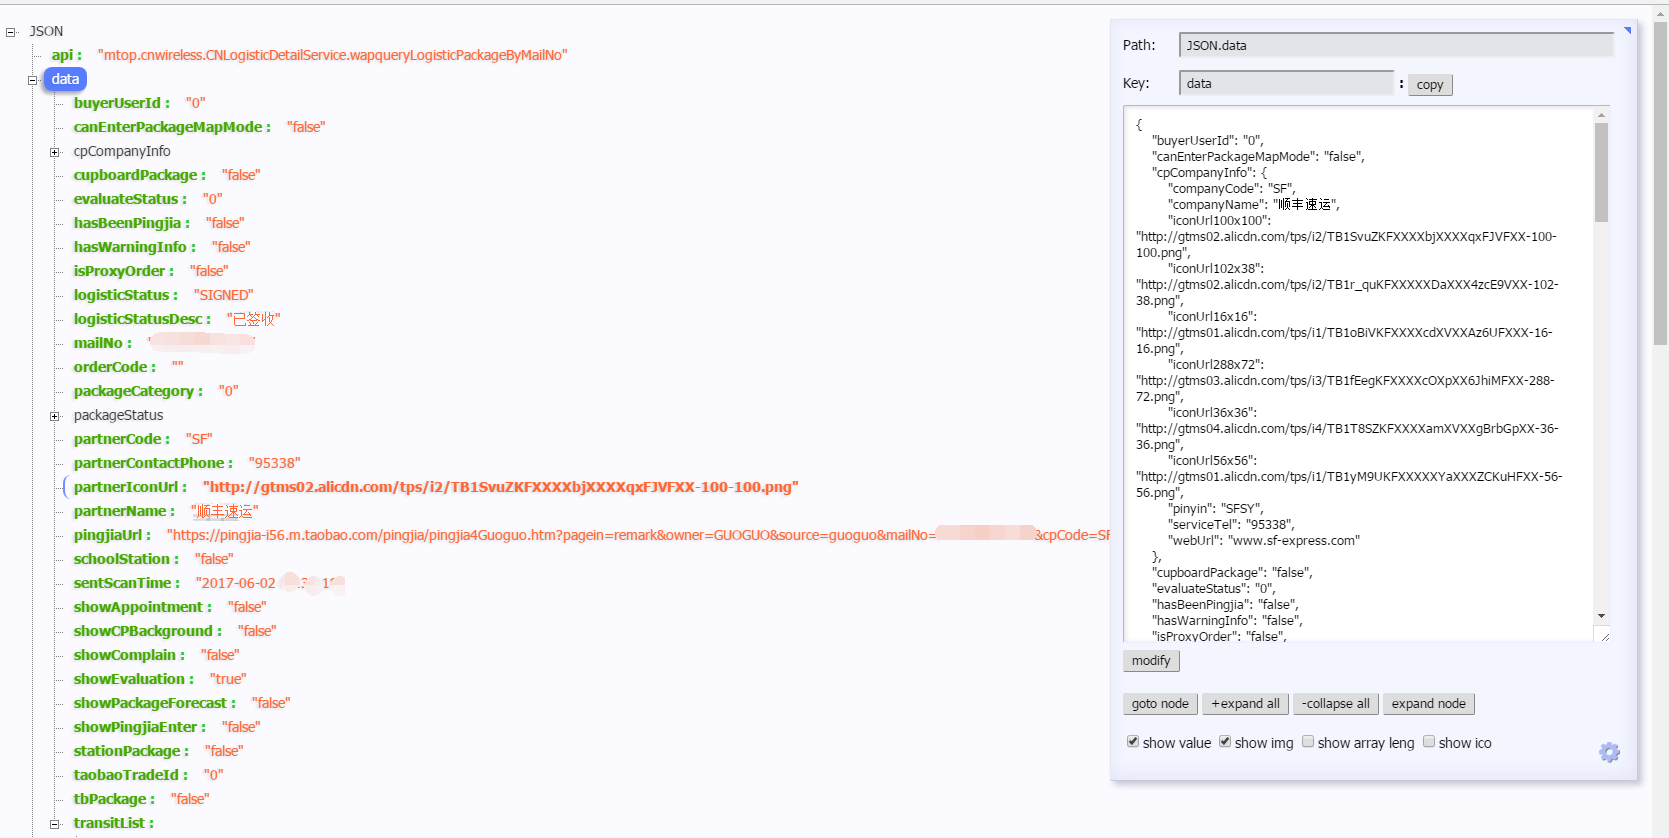 JSON
api : "mtop.cnwireless.CNLogisticDetailService.wapqueryLogisticPackageByMailNo"
data
buyerUserId : "0"
canEnterPackageMapMode : "false"
cpCompanyInfo
cupboardPackage : "false"
evaluateStatus : "0"
hasBeenPingjia : "false"
hasWarningInfo : "false"
isProxyOrder : "false"
logisticStatus : "SIGNED"
logisticStatusDesc : "已签收"
mailNo :
orderCode : ""
packageCategory : "0"
packageStatus
partnerCode : "SF"
partnerContactPhone : "95338"
partnerIconUrl : "http://gtms02.alicdn.com/tps/i2/TB1SvuZKFXXXXbjXXXXqxFJVFXX-100-100.png"
partnerName : "顺丰速运"
pingjiaUrl : "https://pingjia-i56.m.taobao.com/pingjia/pingjia4Guoguo.htm?pagein=remark&owner=GUOGUO&source=guoguo&mailNo= &cpCode=SF
schoolStation : "false"
sentScanTime : "2017-06-02
showAppointment : "false"
showCPBackground : "false"
showComplain : "false"
showEvaluation : "true"
showPackageForecast : "false"
showPingjiaEnter : "false"
stationPackage : "false"
taobaoTradeId : "0"
tbPackage : "false"
transitList :
Path: JSON.data
Key: data : copy
{
"buyerUserId": "0",
"canEnterPackageMapMode": "false",
"cpCompanyInfo": {
"companyCode": "SF",
"companyName": "顺丰速运",
"iconUrl100x100":
"http://gtms02.alicdn.com/tps/i2/TB1SvuZKFXXXXbjXXXXqxFJVFXX-100-
100.png",
"iconUrl102x38":
"http://gtms02.alicdn.com/tps/i2/TB1r_quKFXXXXXDaXXX4zcE9VXX-102-
38.png",
"iconUrl16x16":
"http://gtms01.alicdn.com/tps/i1/TB1oBiVKFXXXXcdXVXXAz6UFXXX-16-
16.png",
"iconUrl288x72":
"http://gtms03.alicdn.com/tps/i3/TB1fEegKFXXXXcOXpXX6JhiMFXX-288-
72.png",
"iconUrl36x36":
"http://gtms04.alicdn.com/tps/i4/TB1T8SZKFXXXXamXVXXgBrbGpXX-36-
36.png",
"iconUrl56x56":
"http://gtms01.alicdn.com/tps/i1/TB1yM9UKFXXXXXYaXXXZCKuHFXX-56-
56.png",
"pinyin": "SFSY",
"serviceTel": "95338",
"webUrl": "www.sf-express.com"
},
"cupboardPackage": "false",
"evaluateStatus": "0",
"hasBeenPingjia": "false",
"hasWarningInfo": "false",
"isProxyOrder": "false",
modify
goto node +expand all -collapse all expand node
show value show img show array leng show ico